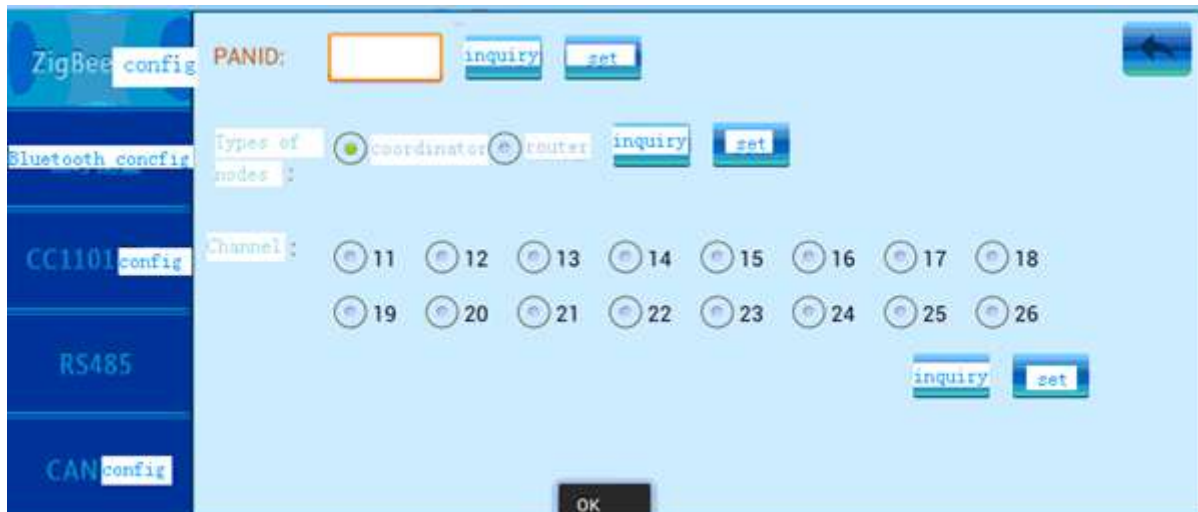 ZigBee config
PANID:
inquiry
set
Bluetooth concfig
Types of
nodes :
coordinator
router
inquiry
set
CC1101 config
Channel :
11 12 13 14 15 16 17 18
19 20 21 22 23 24 25 26
RS485
inquiry
set
CAN config
OK